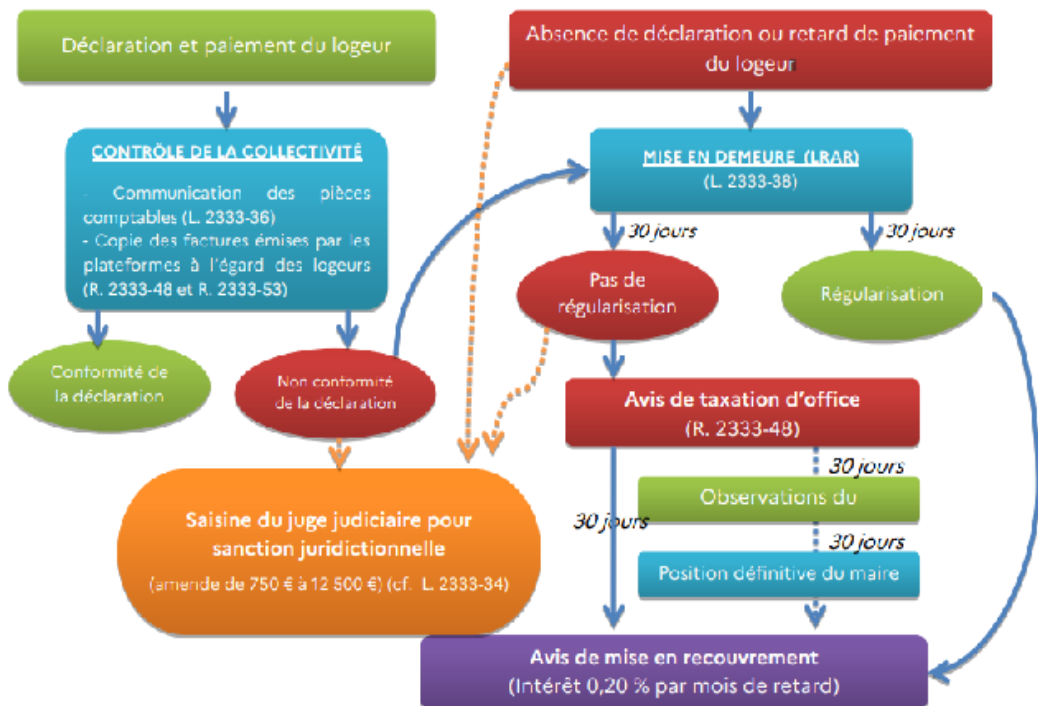 Déclaration et paiement du logeur
Absence de déclaration ou retard de paiement
du logeur
CONTRÔLE DE LA COLLECTIVITÉ
- Communication des pièces
comptables (L. 2333-36)
- Copie des factures émises par les
plateformes à l'égard des logeurs
(R. 2333-48 et R. 2333-53)
MISE EN DEMEURE (LRAR)
(L. 2333-38)
30 jours
30 jours
Pas de
régularisation
Régularisation
Conformité de
la déclaration
Non conformité
de la déclaration
Avis de taxation d'office
(R. 2333-48)
30 jours
Observations du
30 jours
30 jours
Position définitive du maire
Saisine du juge judiciaire pour
sanction juridictionnelle
(amende de 750 € à 12 500 €) (cf. L. 2333-34)
Avis de mise en recouvrement
(Intérêt 0,20 % par mois de retard)